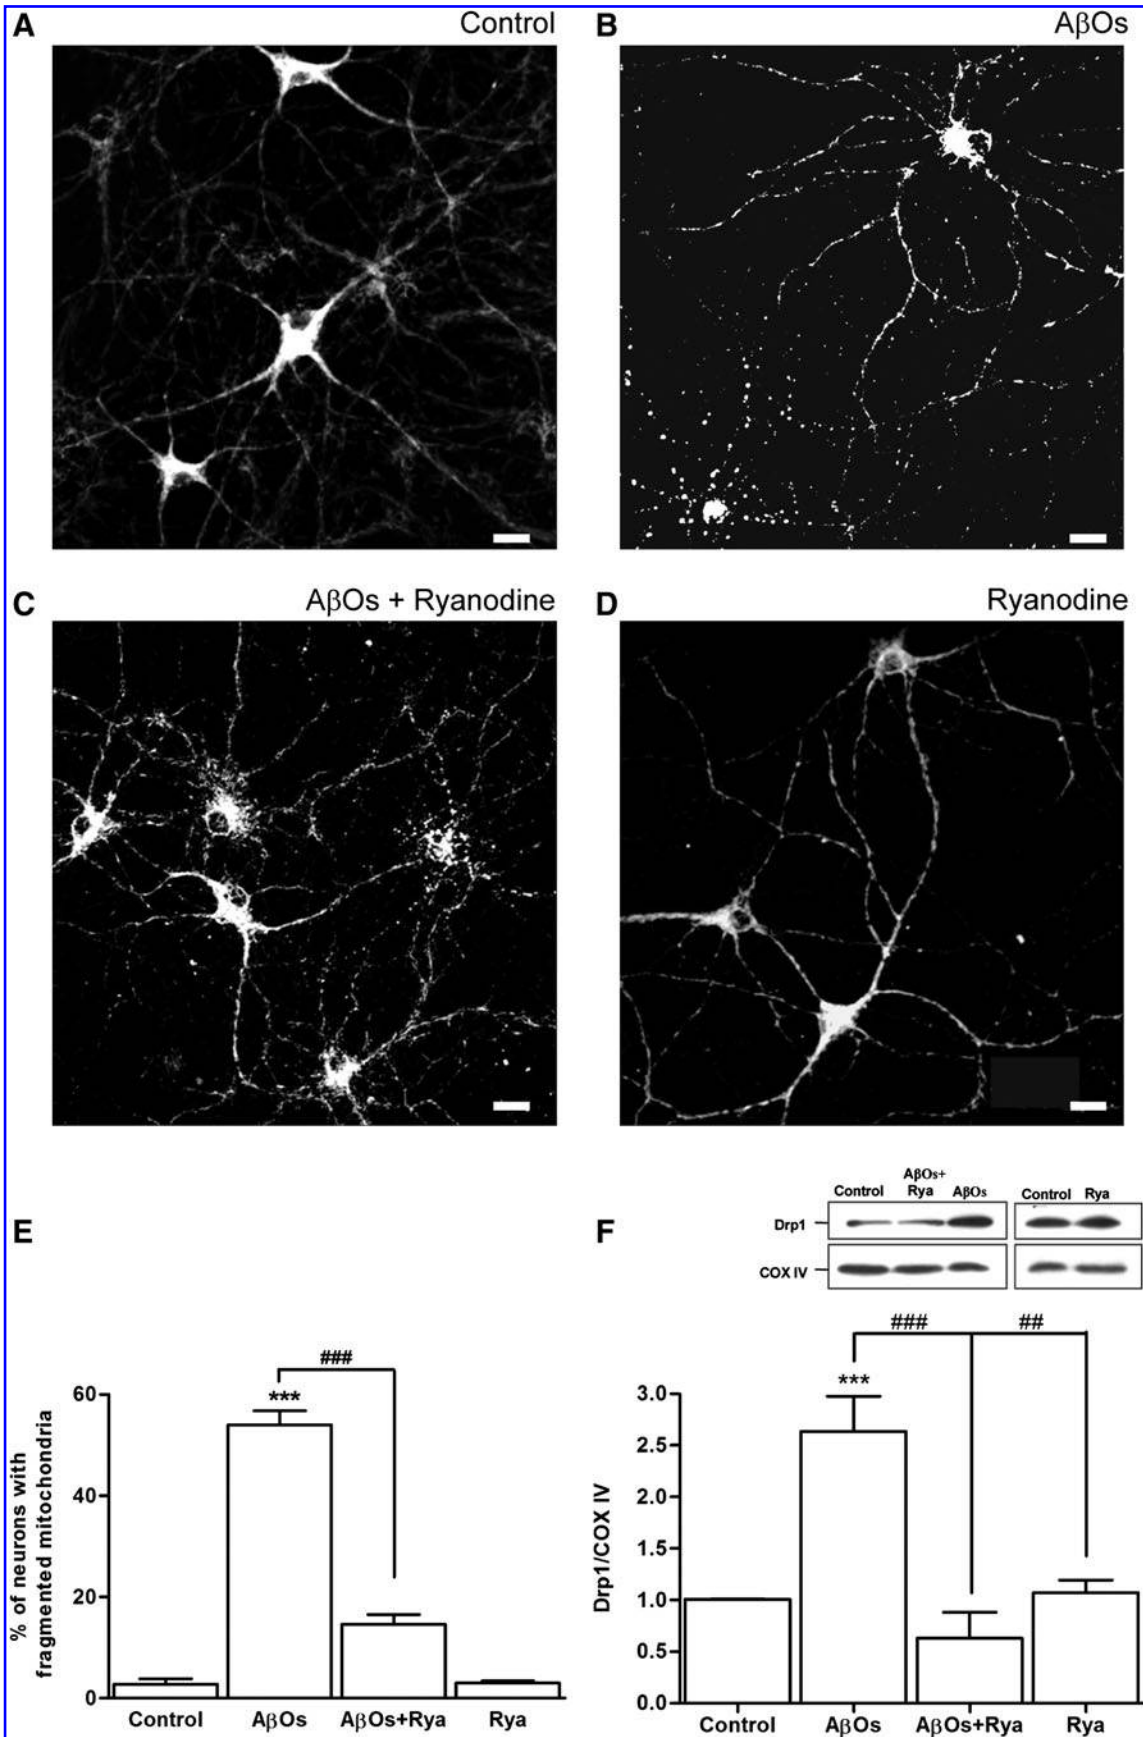 A Control
B AβOs
C AβOs + Ryanodine
D Ryanodine
E
% of neurons with
fragmented mitochondria
60
40
20
0
###
***
Control AβOs AβOs+Rya Rya
F
Control AβOs+
Rya AβOs
Control Rya
Drp1
COX IV
### ##
***
Drp1/COX IV
3.0
2.5
2.0
1.5
1.0
0.5
0.0
Control AβOs AβOs+Rya Rya